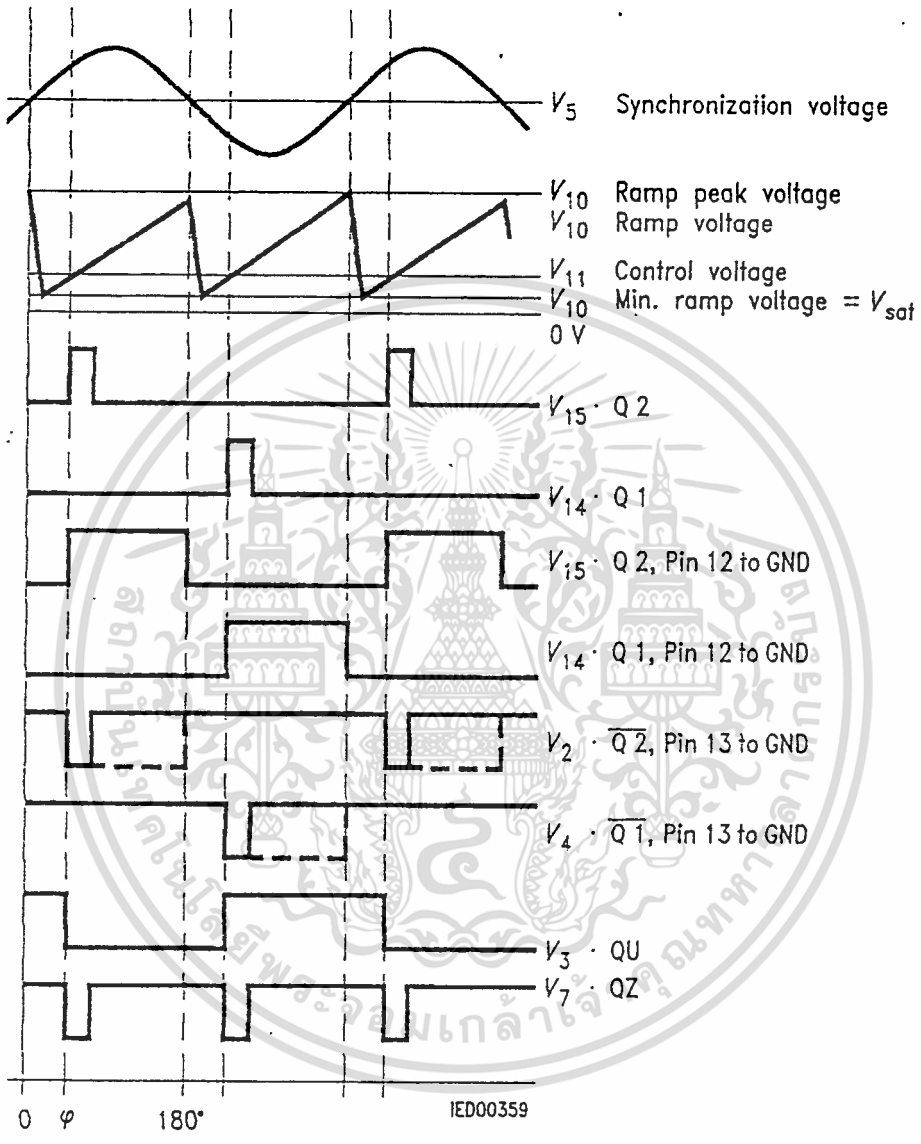 V5 Synchronization voltage
V10 Ramp peak voltage
V10 Ramp voltage
V11 Control voltage
V10 Min. ramp voltage = Vsat
0 V
V15 · Q 2
V14 · Q 1
V15 · Q 2, Pin 12 to GND
V14 · Q 1, Pin 12 to GND
V2 · Q̅ ̅2̅, Pin 13 to GND
V4 · Q̅ ̅1̅, Pin 13 to GND
V3 · QU
V7 · QZ
0 φ 180°
IED00359